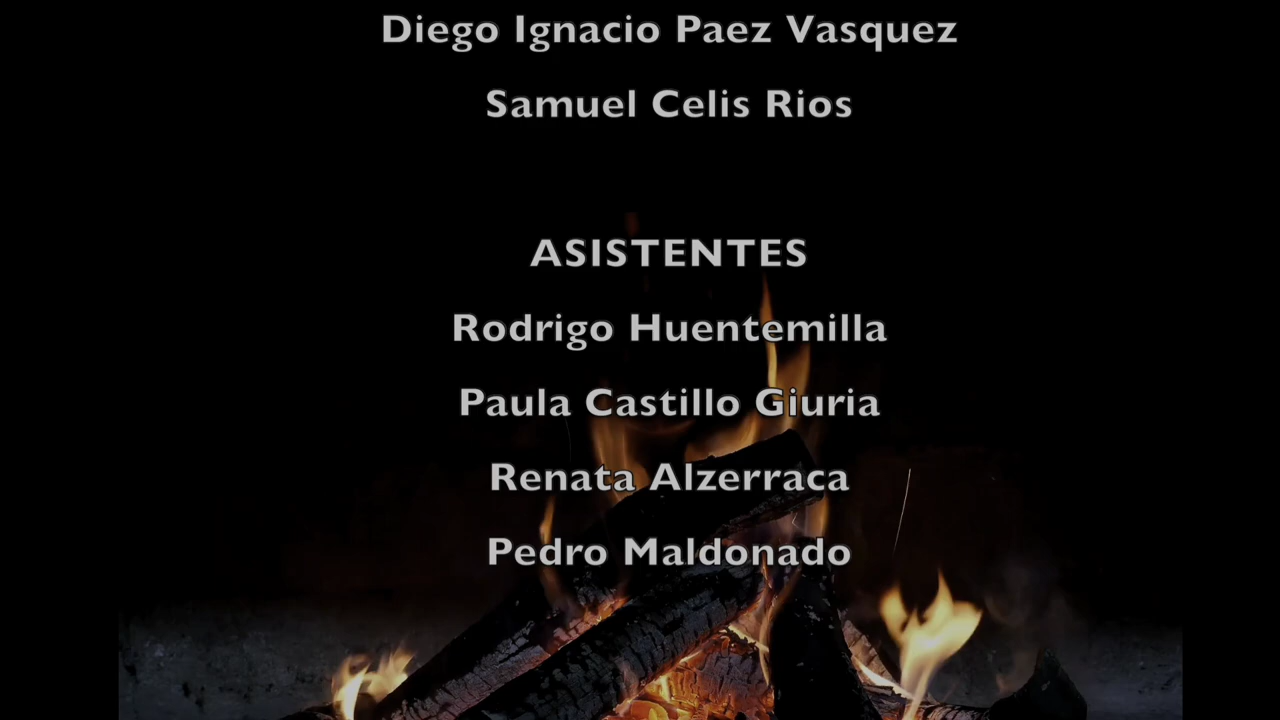 Diego Ignacio Paez Vasquez
Samuel Celis Rios
ASISTENTES
Rodrigo Huentemilla
Paula Castillo Giuria
Renata Alzerraca
Pedro Maldonado